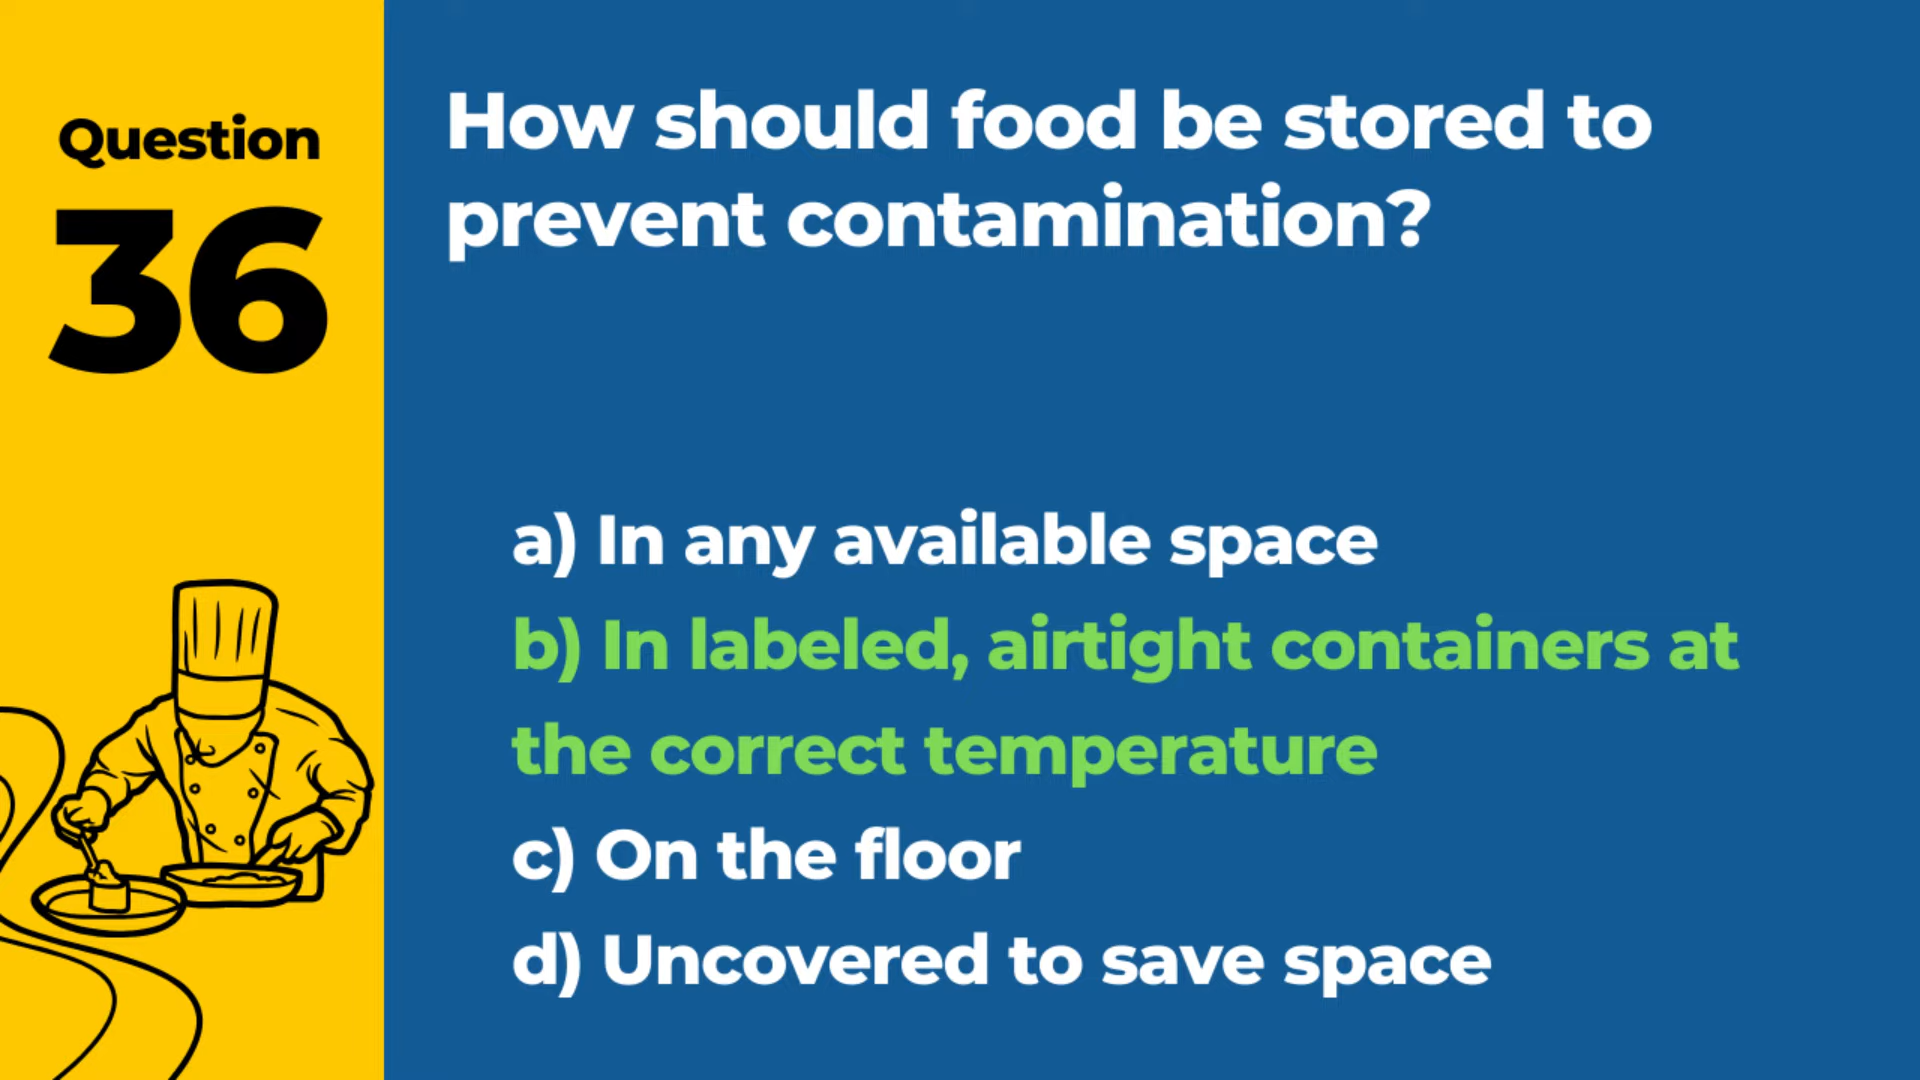 Question
36
How should food be stored to
prevent contamination?
a) In any available space
b) In labeled, airtight containers at
the correct temperature
c) On the floor
d) Uncovered to save space